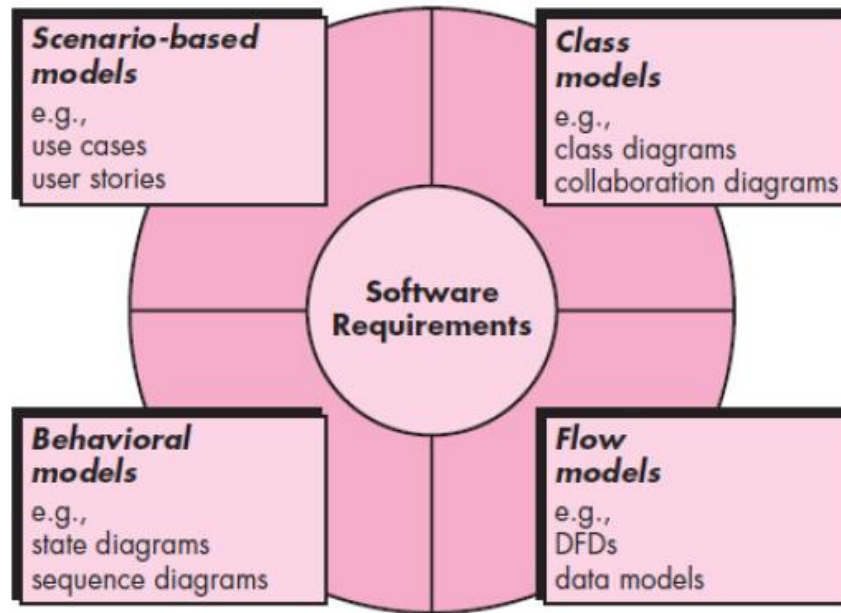 Scenario-based
models
e.g.,
use cases
user stories
Class
models
e.g.,
class diagrams
collaboration diagrams
Software
Requirements
Behavioral
models
e.g.,
state diagrams
sequence diagrams
Flow
models
e.g.,
DFDs
data models